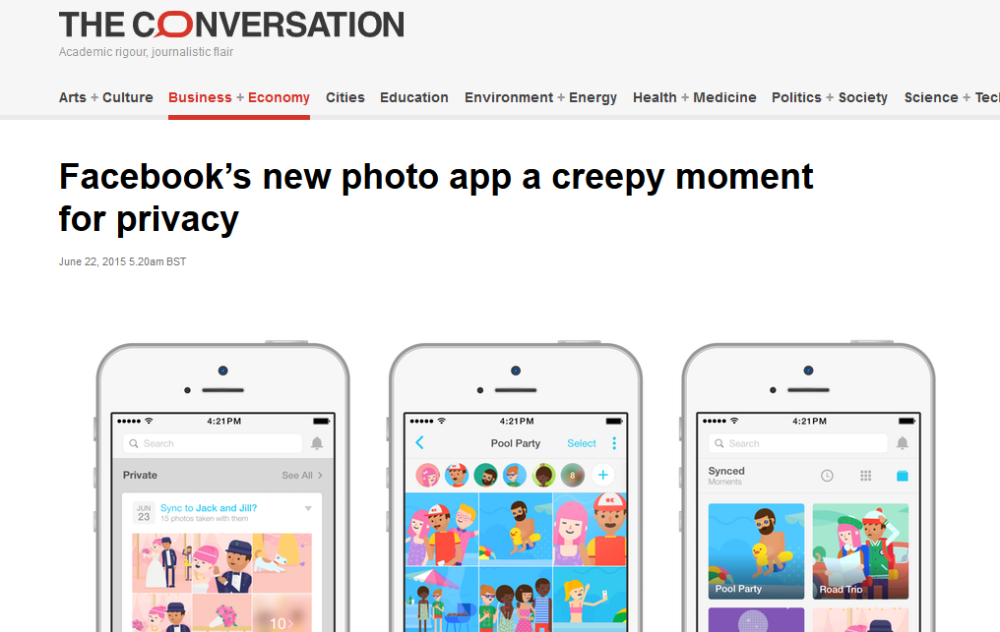 THE CONVERSATION
Academic rigour, journalistic flair
Arts + Culture Business + Economy Cities Education Environment + Energy Health + Medicine Politics + Society Science + Tec
Facebook’s new photo app a creepy moment
for privacy
June 22, 2015 5.20am BST
4:21PM
Search
Private See All
JUN
23
Sync to Jack and Jill?
15 photos taken with them
10
4:21PM
Pool Party Select
8
OK
OK
4:21PM
Search
Synced
Moments
Pool Party
Road Trip